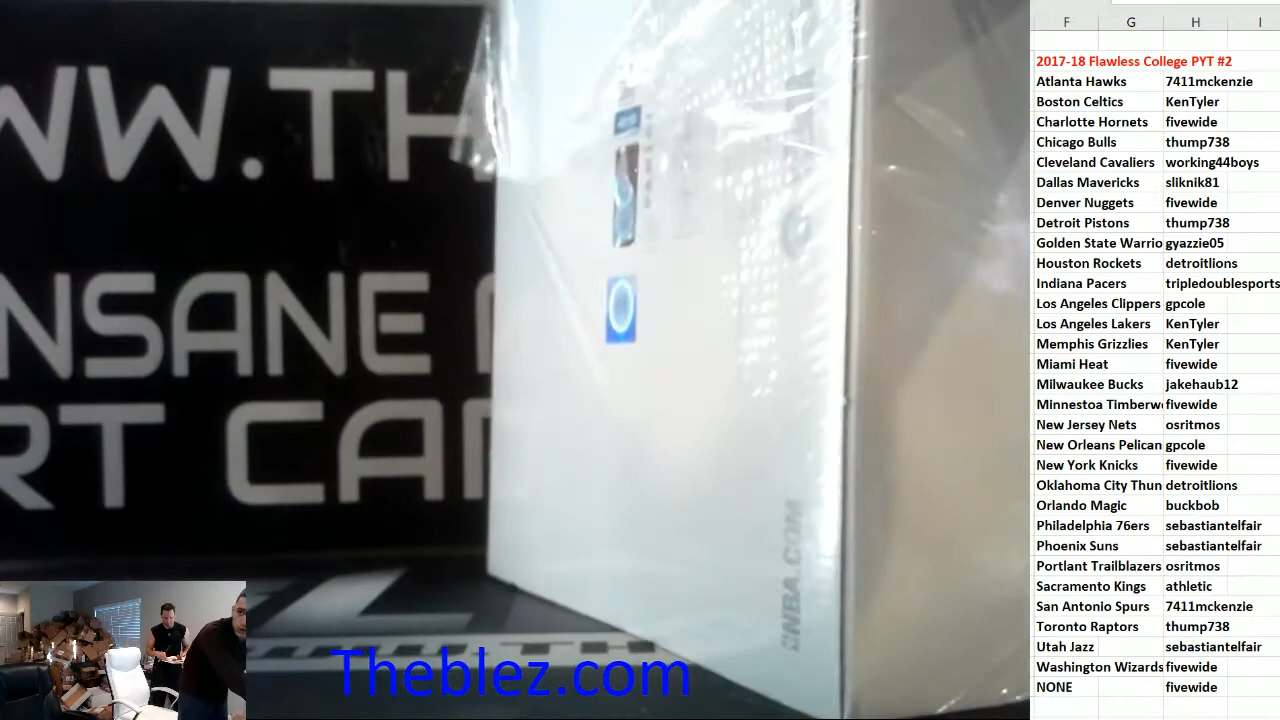 WW.TH
NSANE
RT CAR
#NBA.COM
Theblez.com
F G H I
2017-18 Flawless College PYT #2
Atlanta Hawks 7411mckenzie
Boston Celtics KenTyler
Charlotte Hornets fivewide
Chicago Bulls thump738
Cleveland Cavaliers working44boys
Dallas Mavericks sliknik81
Denver Nuggets fivewide
Detroit Pistons thump738
Golden State Warrio gyazzie05
Houston Rockets detroitlions
Indiana Pacers tripledoublesports
Los Angeles Clippers gpcole
Los Angeles Lakers KenTyler
Memphis Grizzlies KenTyler
Miami Heat fivewide
Milwaukee Bucks jakehaub12
Minnestoa Timberwo fivewide
New Jersey Nets osritmos
New Orleans Pelican gpcole
New York Knicks fivewide
Oklahoma City Thun detroitlions
Orlando Magic buckbob
Philadelphia 76ers sebastiantelfair
Phoenix Suns sebastiantelfair
Portlant Trailblazers osritmos
Sacramento Kings athletic
San Antonio Spurs 7411mckenzie
Toronto Raptors thump738
Utah Jazz sebastiantelfair
Washington Wizards fivewide
NONE fivewide